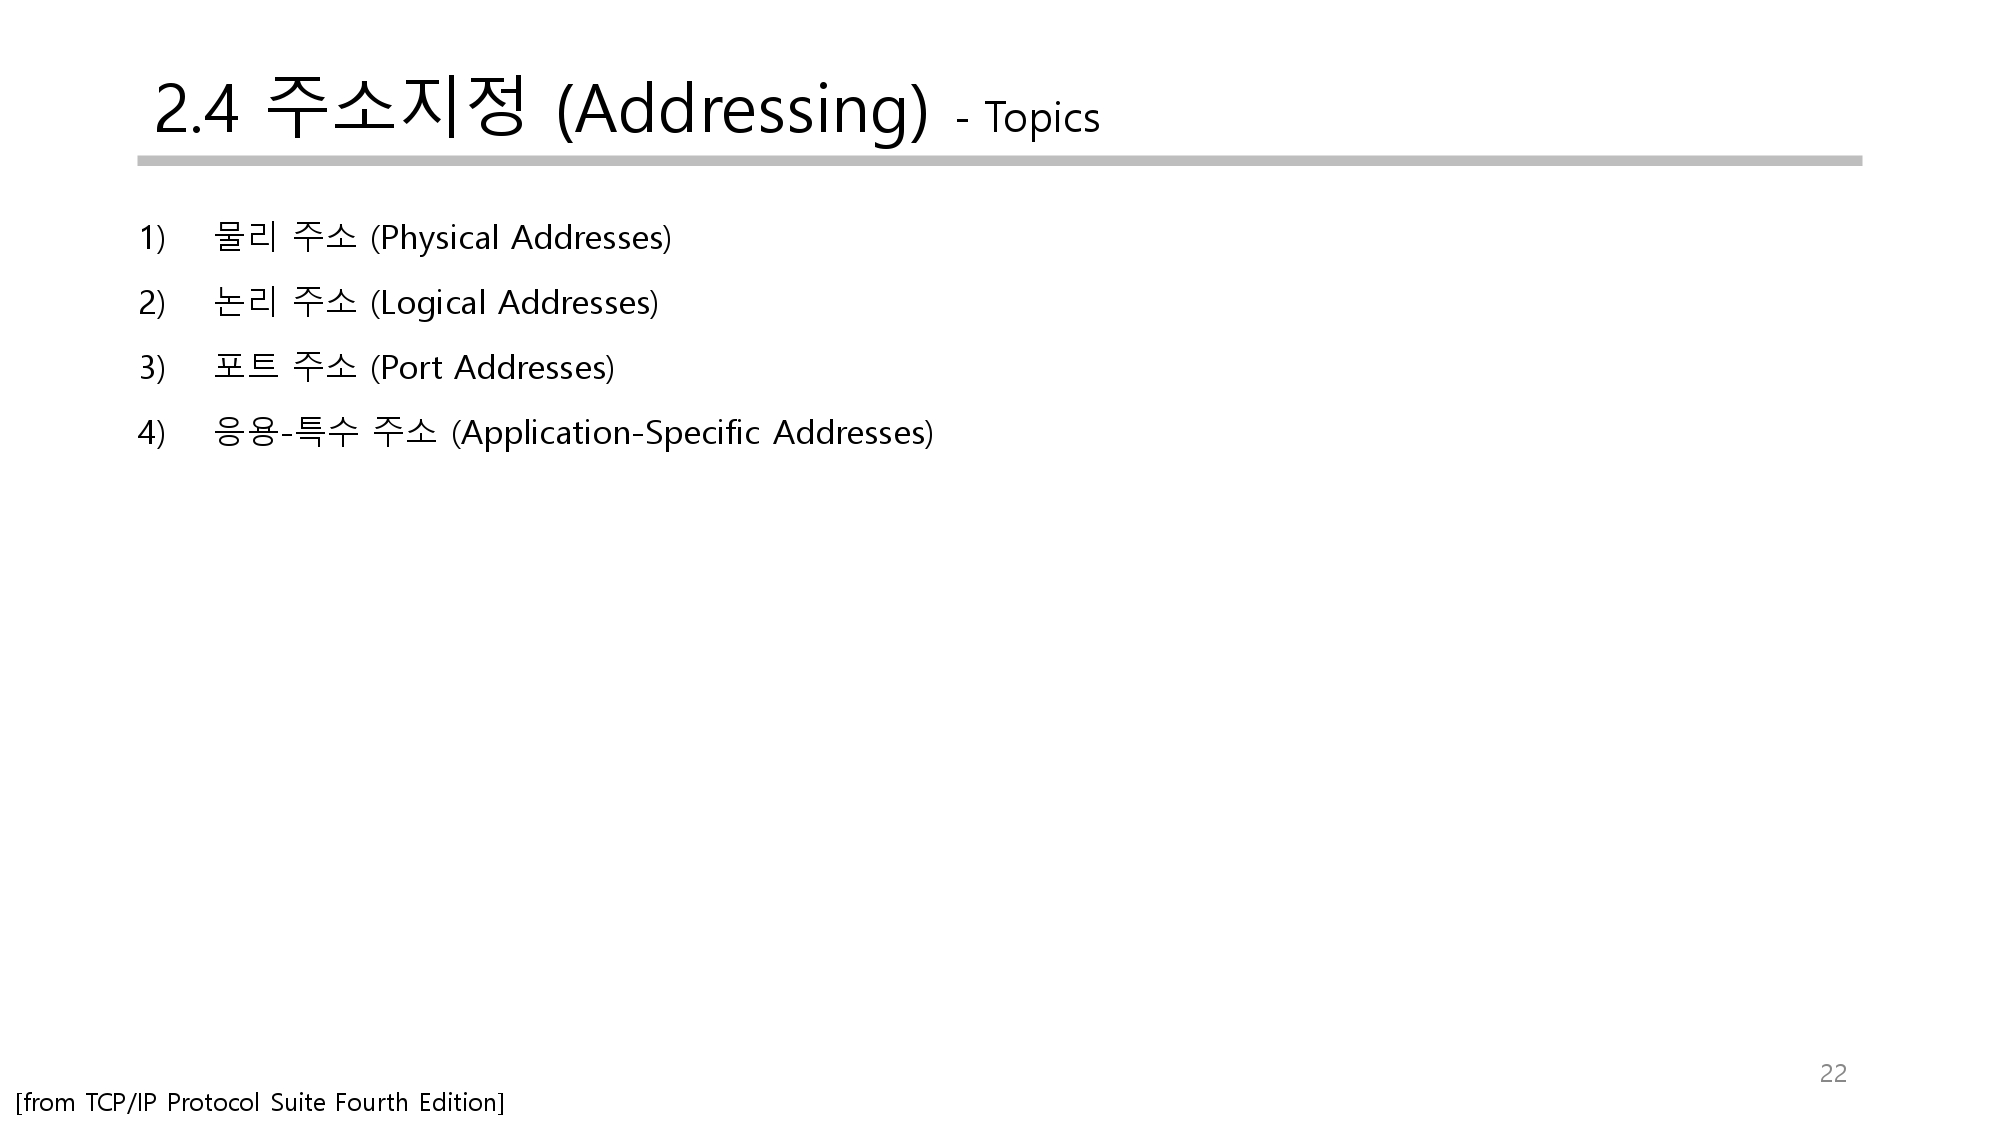 2.4 주소지정 (Addressing) - Topics
1) 물리 주소 (Physical Addresses)
2) 논리 주소 (Logical Addresses)
3) 포트 주소 (Port Addresses)
4) 응용-특수 주소 (Application-Specific Addresses)
22
[from TCP/IP Protocol Suite Fourth Edition]